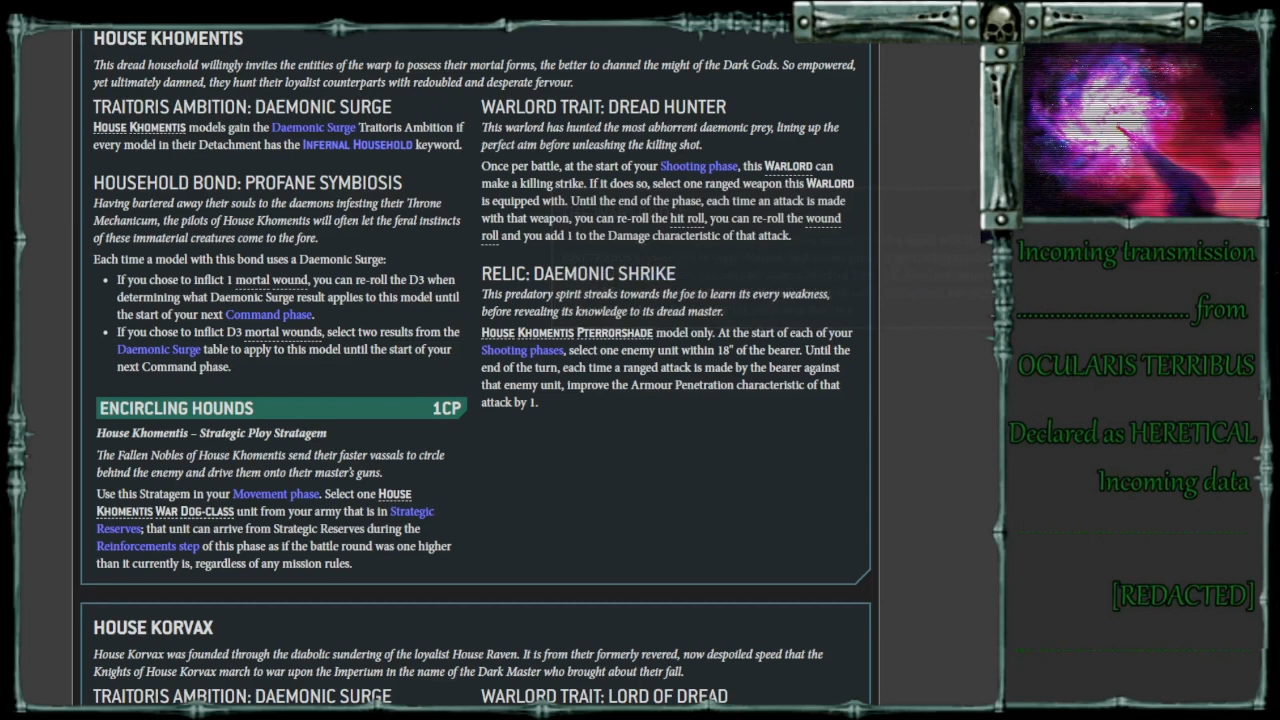 HOUSE KHOMENTIS
This dread household willingly invites the entities of the warp to possess their mortal forms, the better to channel the might of the Dark Gods. So empowered,
yet ultimately damned, they hunt their loyalist counterparts with unparalleled and desperate fervour.
TRAITORIS AMBITION: DAEMONIC SURGE
HOUSE KHOMENTIS models gain the Daemonic Surge Traitoris Ambition if
every model in their Detachment has the INFERNAL HOUSEHOLD keyword.
HOUSEHOLD BOND: PROFANE SYMBIOSIS
Having bartered away their souls to the daemons infesting their Throne
Mechanicum, the pilots of House Khomentis will often let the feral instincts
of these immaterial creatures come to the fore.
Each time a model with this bond uses a Daemonic Surge:
• If you chose to inflict 1 mortal wound, you can re-roll the D3 when
determining what Daemonic Surge result applies to this model until
the start of your next Command phase.
• If you chose to inflict D3 mortal wounds, select two results from the
Daemonic Surge table to apply to this model until the start of your
next Command phase.
ENCIRCLING HOUNDS 1CP
House Khomentis – Strategic Ploy Stratagem
The Fallen Nobles of House Khomentis send their faster vassals to circle
behind the enemy and drive them onto their master's guns.
Use this Stratagem in your Movement phase. Select one HOUSE
KHOMENTIS WAR DOG-CLASS unit from your army that is in Strategic
Reserves; that unit can arrive from Strategic Reserves during the
Reinforcements step of this phase as if the battle round was one higher
than it currently is, regardless of any mission rules.
WARLORD TRAIT: DREAD HUNTER
This warlord has hunted the most abhorrent daemonic prey, lining up the
perfect aim before unleashing the killing shot.
Once per battle, at the start of your Shooting phase, this WARLORD can
make a killing strike. If it does so, select one ranged weapon this WARLORD
is equipped with. Until the end of the phase, each time an attack is made
with that weapon, you can re-roll the hit roll, you can re-roll the wound
roll and you add 1 to the Damage characteristic of that attack.
RELIC: DAEMONIC SHRIKE
This predatory spirit streaks towards the foe to learn its every weakness,
before revealing its knowledge to its dread master.
HOUSE KHOMENTIS PTERRORSHADE model only. At the start of each of your
Shooting phases, select one enemy unit within 18" of the bearer. Until the
end of the turn, each time a ranged attack is made by the bearer against
that enemy unit, improve the Armour Penetration characteristic of that
attack by 1.
HOUSE KORVAX
House Korvax was founded through the diabolic sundering of the loyalist House Raven. It is from their formerly revered, now despoiled speed that the
Knights of House Korvax march to war upon the Imperium in the name of the Dark Master who brought about their fall.
TRAITORIS AMBITION: DAEMONIC SURGE
WARLORD TRAIT: LORD OF DREAD
Incoming transmission
............................... from
OCULARIS TERRIBUS
Declared as HERETICAL
Incoming data
[REDACTED]